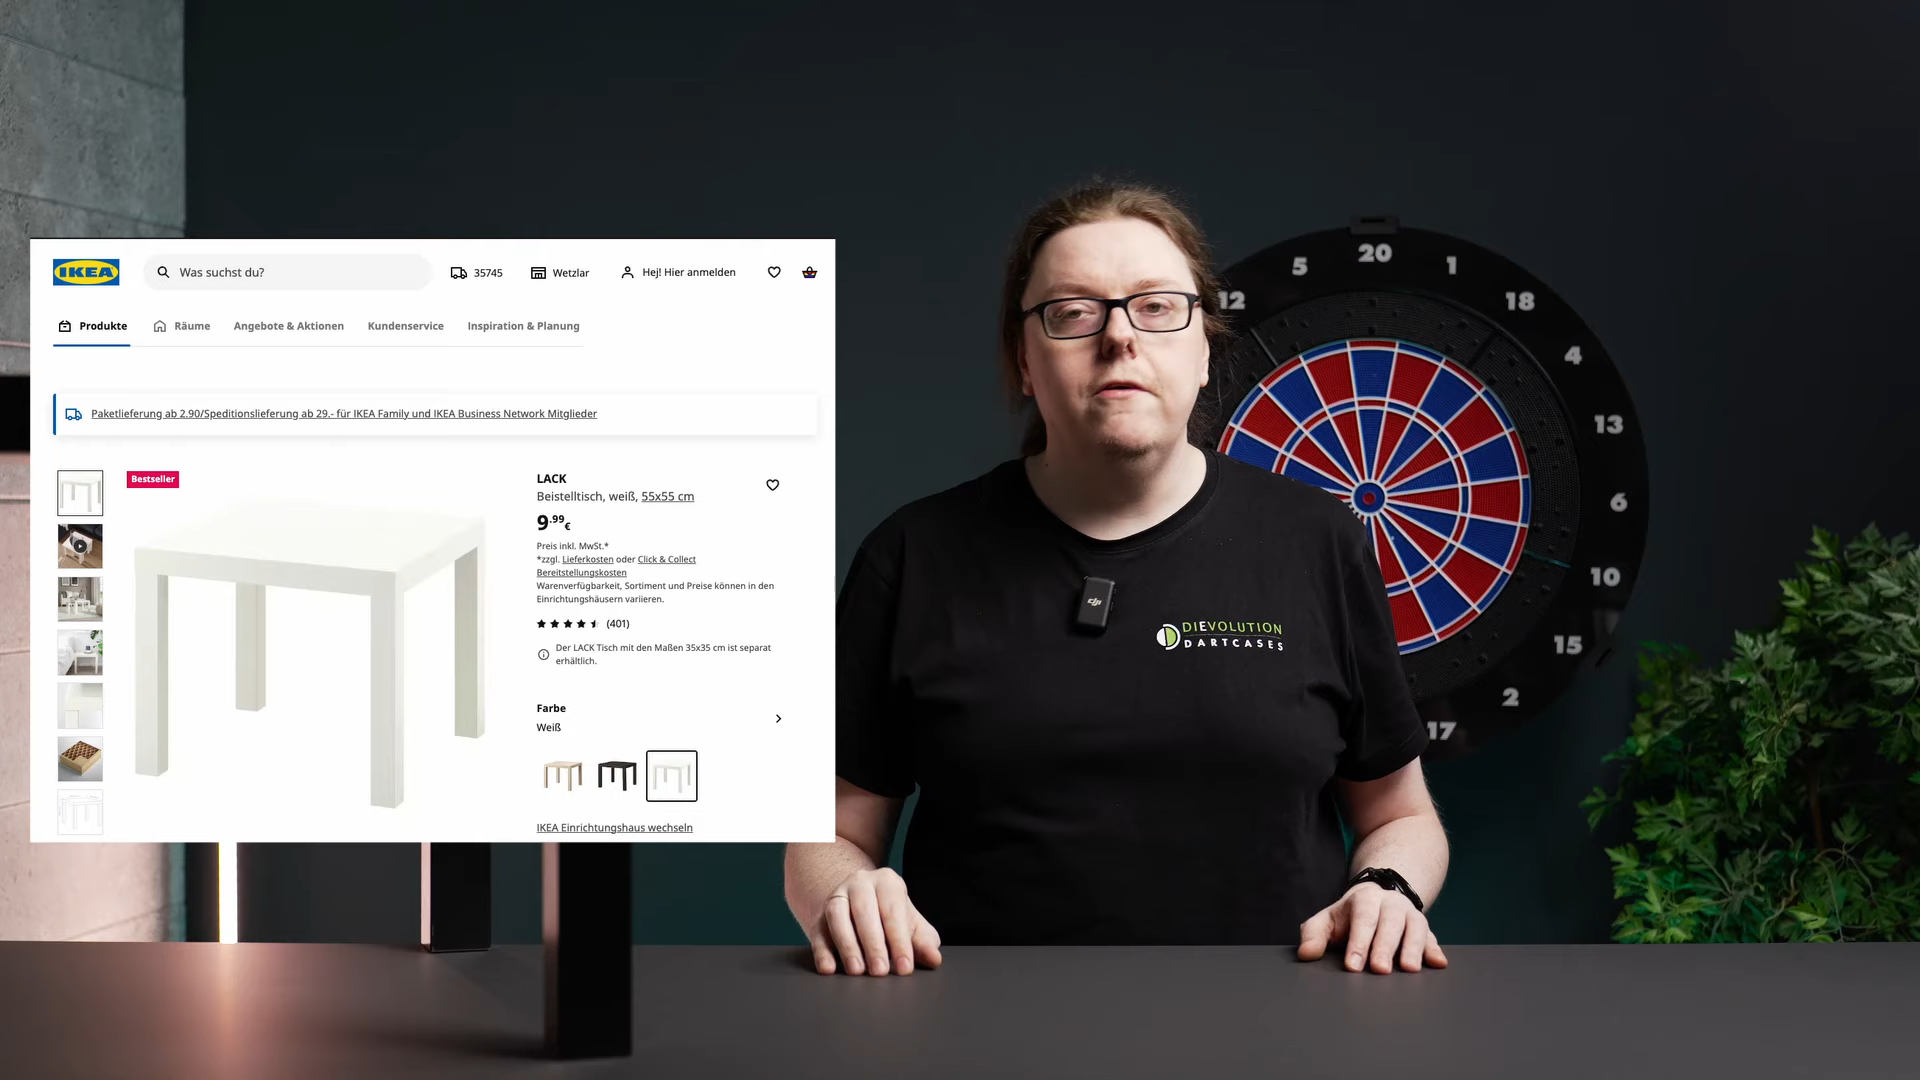 IKEA
Was suchst du?
35745
Wetzlar
Hej! Hier anmelden
Produkte
Räume
Angebote & Aktionen
Kundenservice
Inspiration & Planung
Paketlieferung ab 2.90/Speditionslieferung ab 29.- für IKEA Family und IKEA Business Network Mitglieder
Bestseller
LACK
Beistelltisch, weiß, 55x55 cm
9.99€
Preis inkl. MwSt.*
*zzgl. Lieferkosten oder Click & Collect
Bereitstellungskosten
Warenverfügbarkeit, Sortiment und Preise können in den
Einrichtungshäusern variieren.
(401)
Der LACK Tisch mit den Maßen 35x35 cm ist separat
erhältlich.
Farbe
Weiß
IKEA Einrichtungshaus wechseln
dji
DIEVOLUTION
DARTCASES
12
5
20
1
18
4
13
6
10
15
2
17